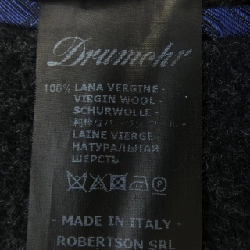 Drumohr
100% LANA VERGINE -
VIRGIN WOOL -
SCHURWOLLE -
LAINE VIERGE -
НАТУРАЛЬНАЯ
ШЕРСТЬ
- MADE IN ITALY -
ROBERTSON SRL